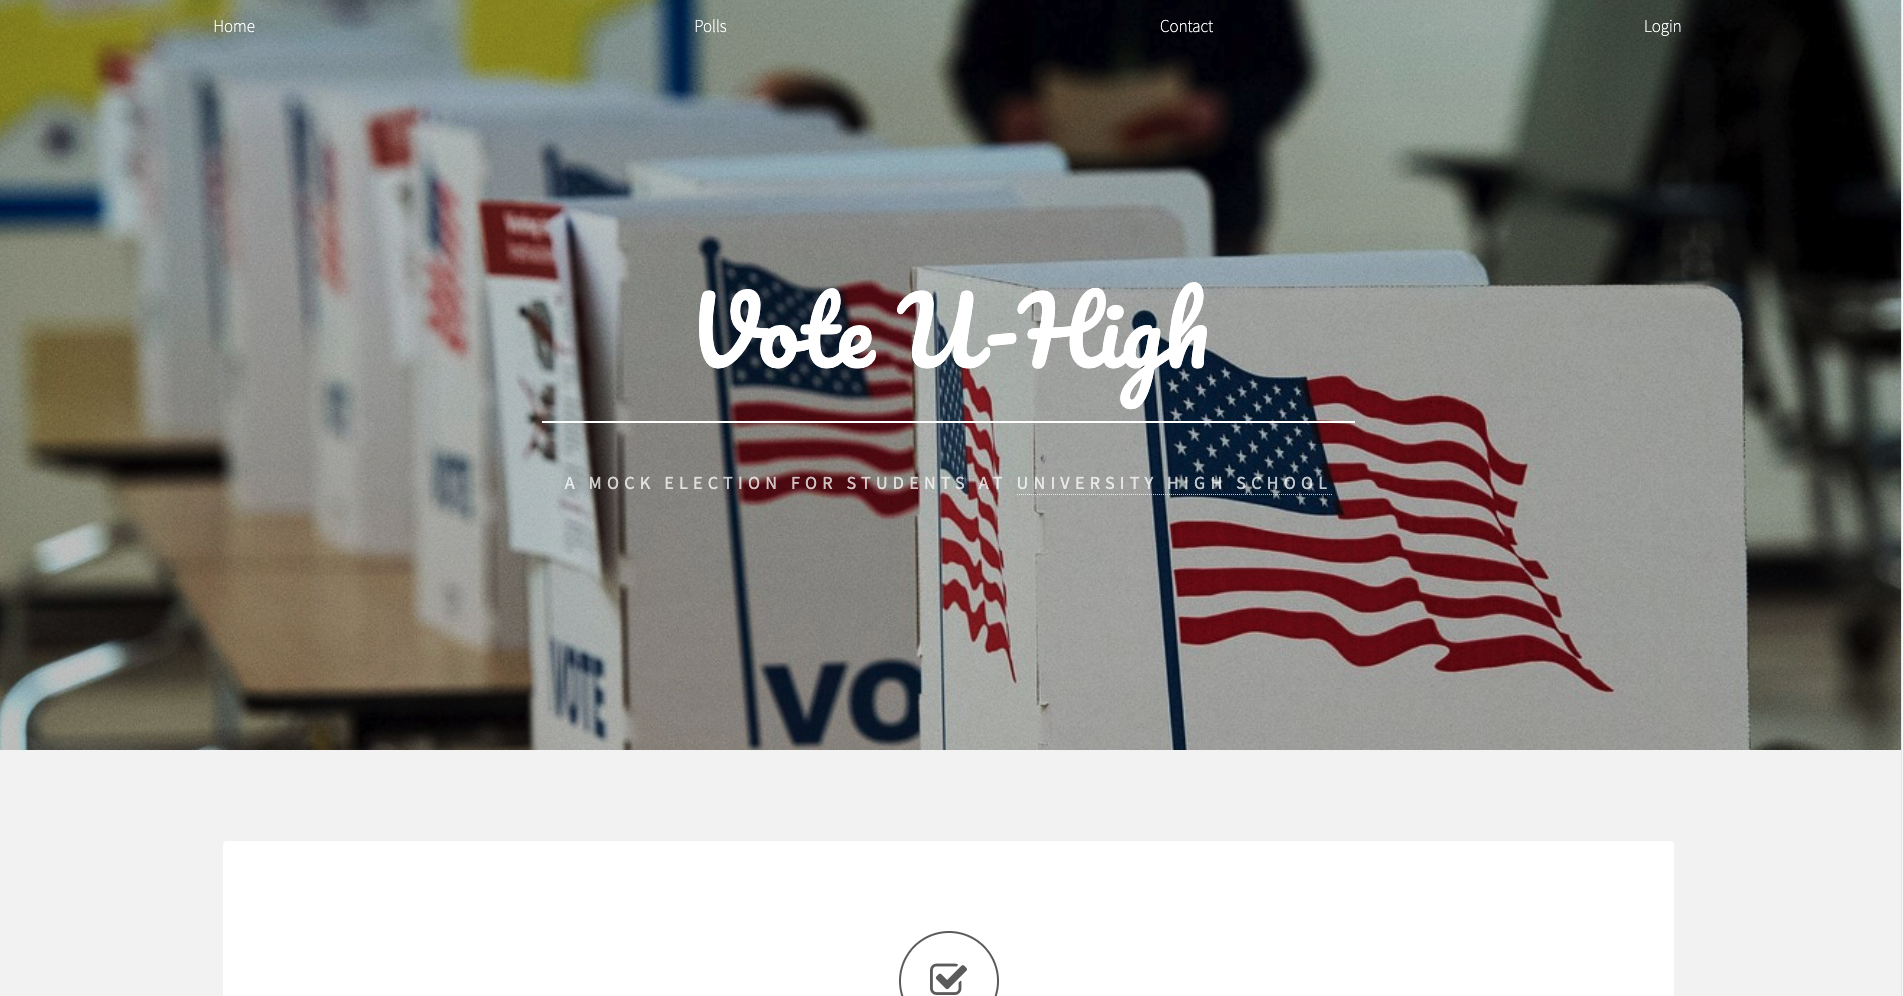 Home
Polls
Contact
Login
Vote U-High
A MOCK ELECTION FOR STUDENTS AT UNIVERSITY HIGH SCHOOL
VOTE
VO
VOTE